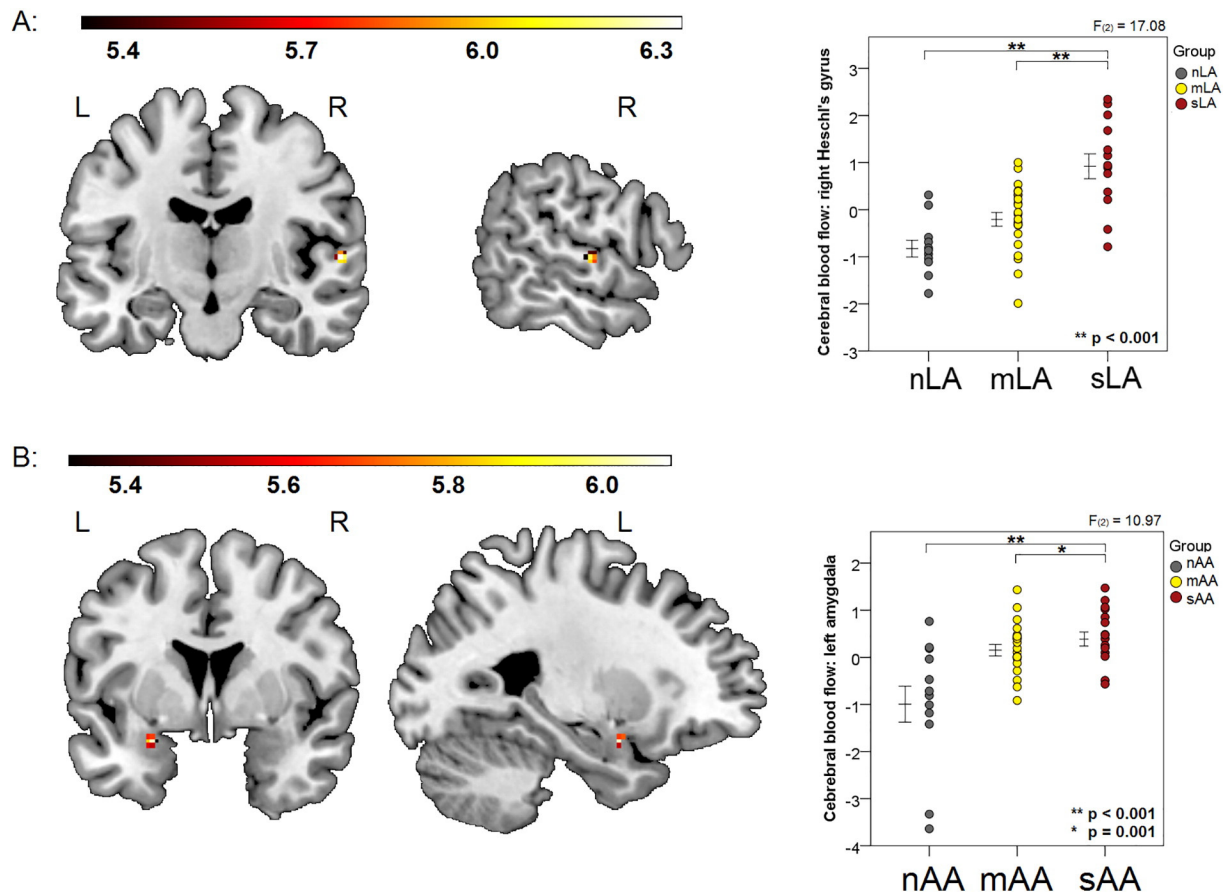 A:
5.4 5.7 6.0 6.3
L R R
F(2) = 17.08
** **
Group
nLA
mLA
sLA
Cerebral blood flow: right Heschl's gyrus
3
2
1
0
-1
-2
-3
** p < 0.001
nLA mLA sLA
B:
5.4 5.6 5.8 6.0
L R L
F(2) = 10.97
** *
Group
nAA
mAA
sAA
Cebrebral blood flow: left amygdala
2
1
0
-1
-2
-3
-4
** p < 0.001
* p = 0.001
nAA mAA sAA